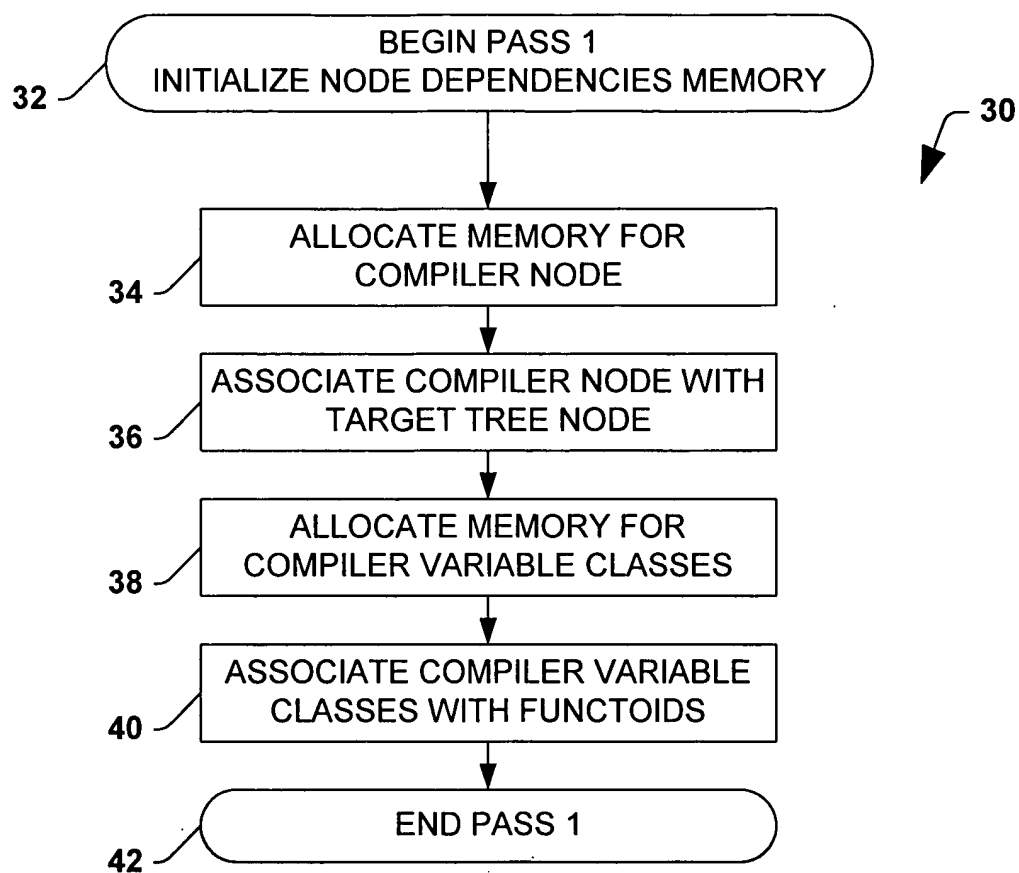 BEGIN PASS 1
INITIALIZE NODE DEPENDENCIES MEMORY
32
30
ALLOCATE MEMORY FOR
COMPILER NODE
34
ASSOCIATE COMPILER NODE WITH
TARGET TREE NODE
36
ALLOCATE MEMORY FOR
COMPILER VARIABLE CLASSES
38
ASSOCIATE COMPILER VARIABLE
CLASSES WITH FUNCTOIDS
40
END PASS 1
42